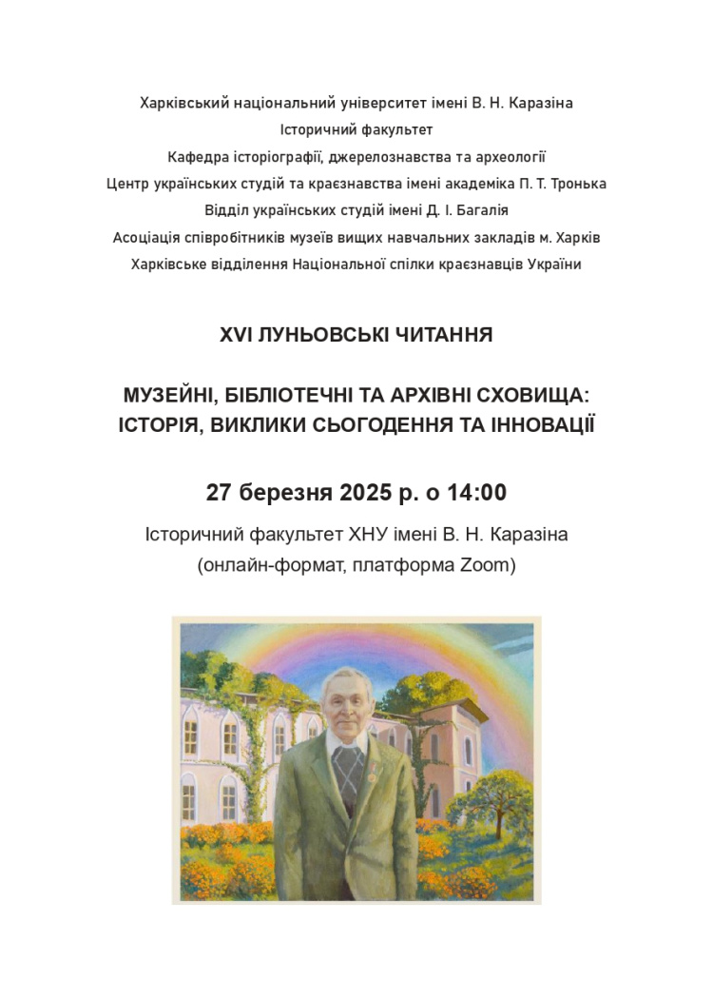 Харківський національний університет імені В. Н. Каразіна
Історичний факультет
Кафедра історіографії, джерелознавства та археології
Центр українських студій та краєзнавства імені академіка П. Т. Тронька
Відділ українських студій імені Д. І. Багалія
Асоціація співробітників музеїв вищих навчальних закладів м. Харків
Харківське відділення Національної спілки краєзнавців України
XVI ЛУНЬОВСЬКІ ЧИТАННЯ
МУЗЕЙНІ, БІБЛІОТЕЧНІ ТА АРХІВНІ СХОВИЩА:
ІСТОРІЯ, ВИКЛИКИ СЬОГОДЕННЯ ТА ІННОВАЦІЇ
27 березня 2025 р. о 14:00
Історичний факультет ХНУ імені В. Н. Каразіна
(онлайн-формат, платформа Zoom)